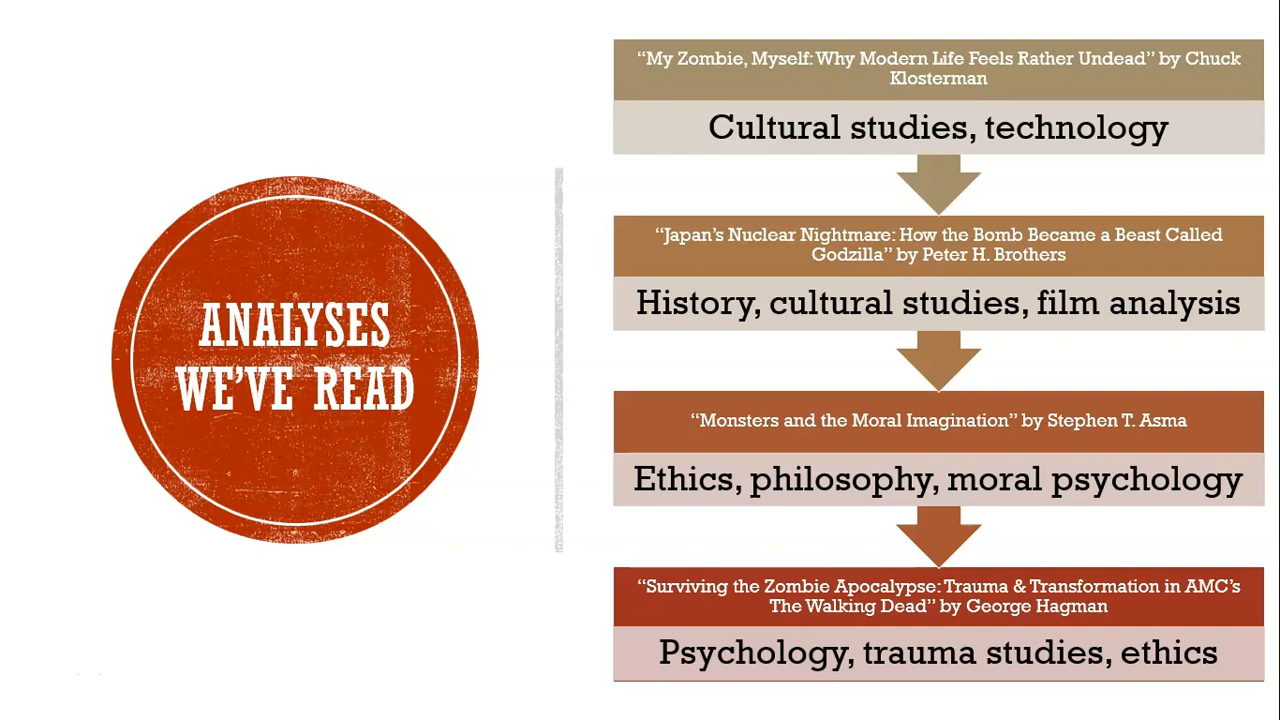 ANALYSES
WE’VE READ
“My Zombie, Myself: Why Modern Life Feels Rather Undead” by Chuck
Klosterman
Cultural studies, technology
“Japan’s Nuclear Nightmare: How the Bomb Became a Beast Called
Godzilla” by Peter H. Brothers
History, cultural studies, film analysis
“Monsters and the Moral Imagination” by Stephen T. Asma
Ethics, philosophy, moral psychology
“Surviving the Zombie Apocalypse: Trauma & Transformation in AMC’s
The Walking Dead” by George Hagman
Psychology, trauma studies, ethics